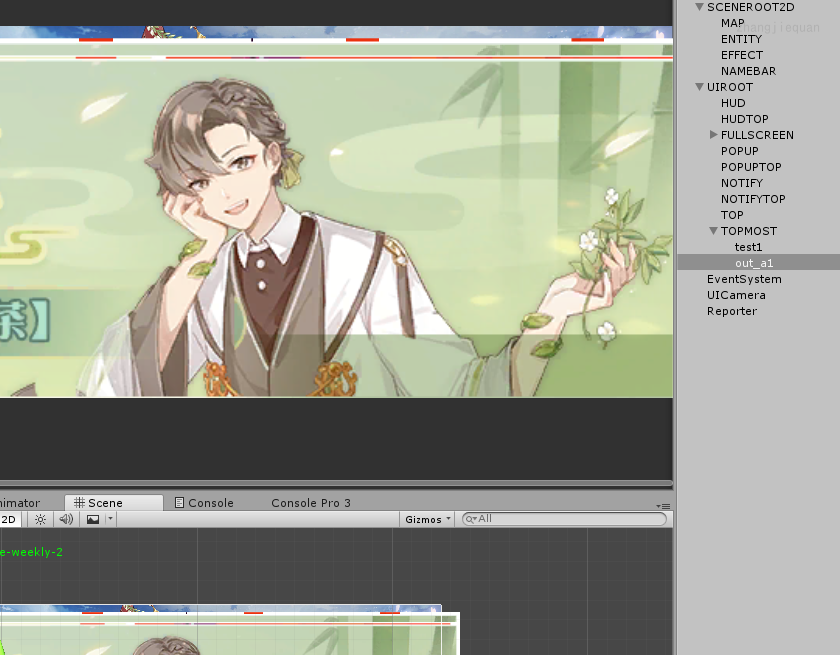 SCENEROOT2D
MAP
zhangjiequan
ENTITY
EFFECT
NAMEBAR
UIROOT
HUD
HUDTOP
FULLSCREEN
POPUP
POPUPTOP
NOTIFY
NOTIFYTOP
TOP
TOPMOST
test1
out_a1
EventSystem
UICamera
Reporter
茶】
nimator
Scene
Console
Console Pro 3
2D
Gizmos
All
e-weekly-2